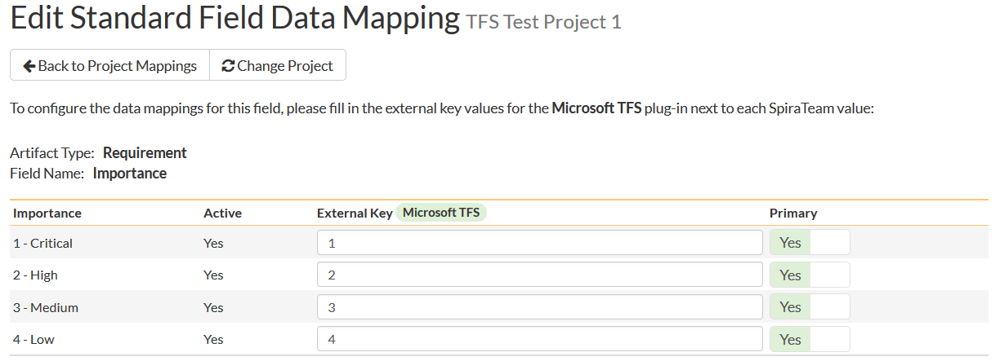 Edit Standard Field Data Mapping TFS Test Project 1
Back to Project Mappings Change Project
To configure the data mappings for this field, please fill in the external key values for the Microsoft TFS plug-in next to each SpiraTeam value:
Artifact Type: Requirement
Field Name: Importance
Importance Active External Key Microsoft TFS Primary
1 - Critical Yes 1 Yes
2 - High Yes 2 Yes
3 - Medium Yes 3 Yes
4 - Low Yes 4 Yes